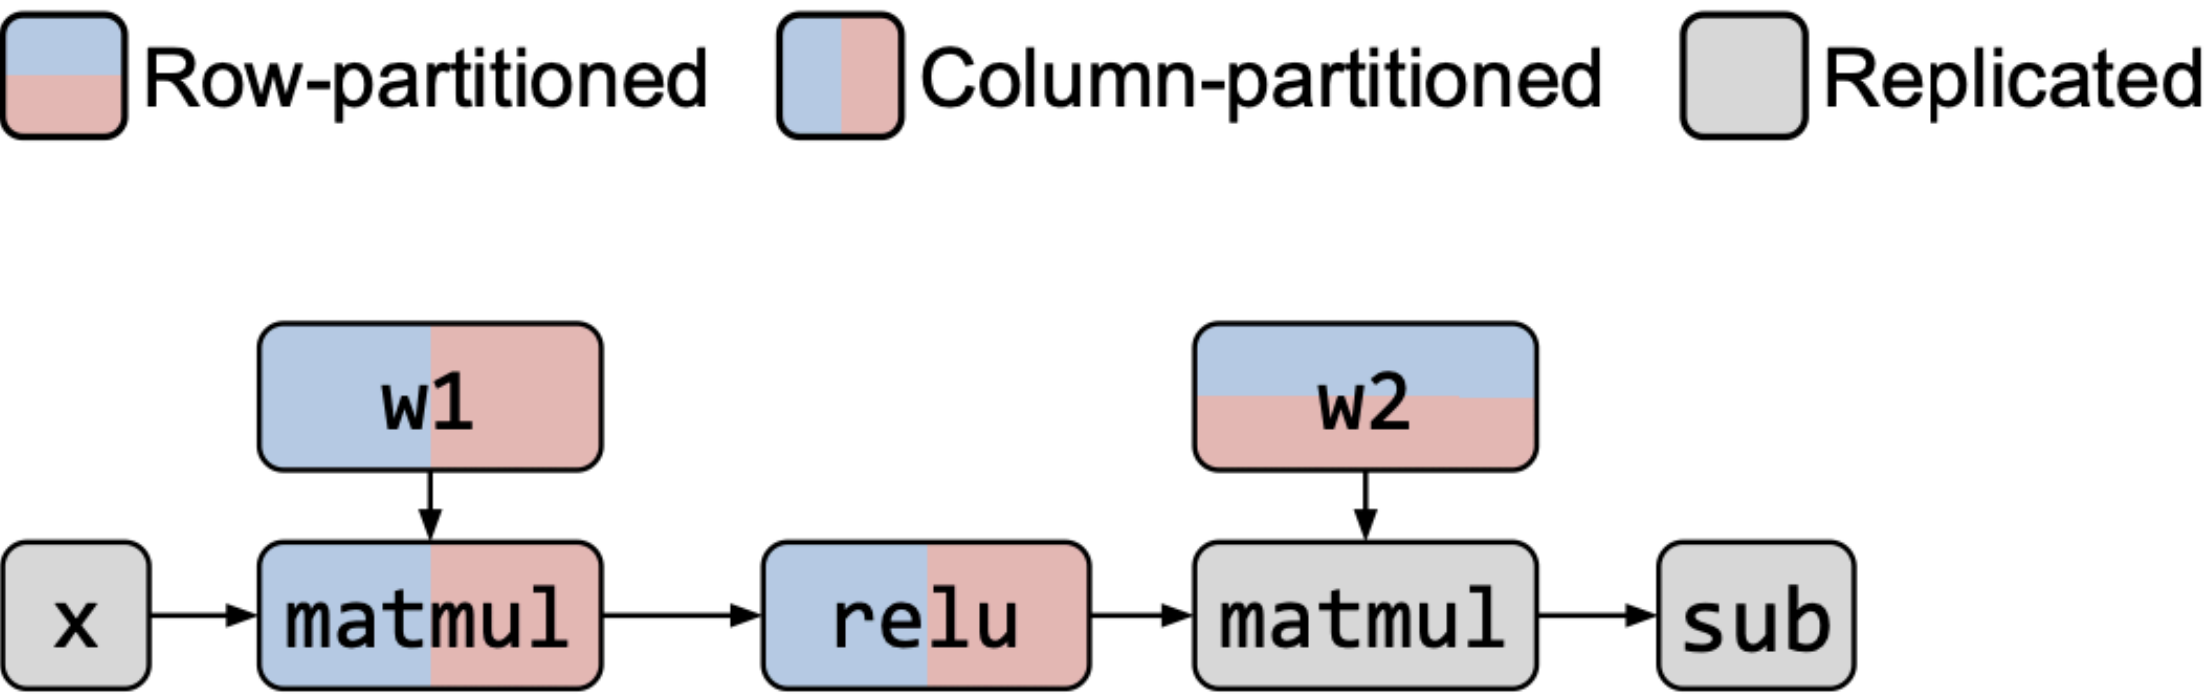 Row-partitioned Column-partitioned Replicated
w1 w2
x matmul relu matmul sub